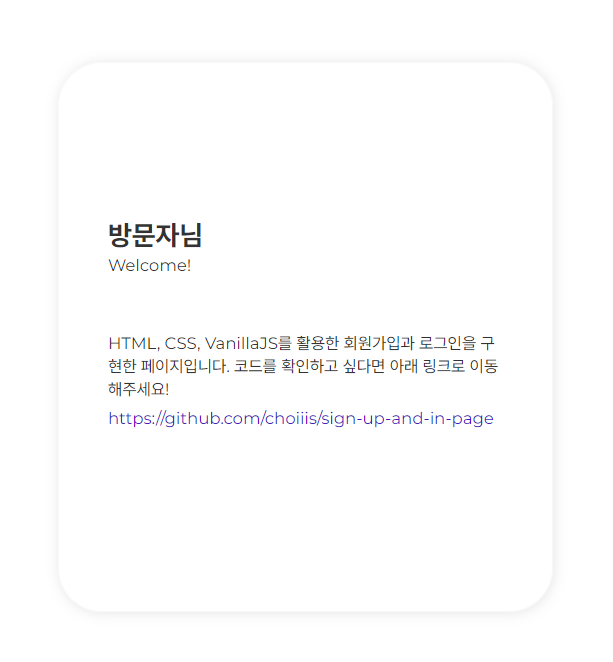 방문자님
Welcome!
HTML, CSS, VanillaJS를 활용한 회원가입과 로그인을 구
현한 페이지입니다. 코드를 확인하고 싶다면 아래 링크로 이동
해주세요!
https://github.com/choiiis/sign-up-and-in-page